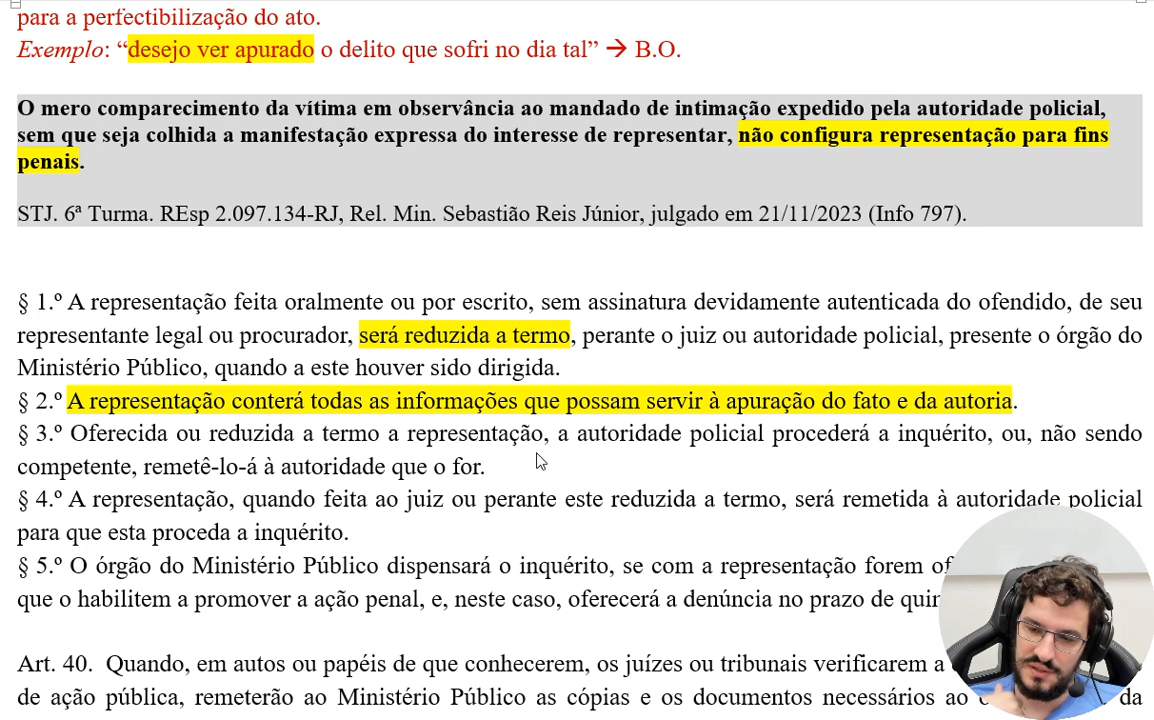 para a perfectibilização do ato.
Exemplo: “desejo ver apurado o delito que sofri no dia tal” → B.O.
O mero comparecimento da vítima em observância ao mandado de intimação expedido pela autoridade policial,
sem que seja colhida a manifestação expressa do interesse de representar, não configura representação para fins
penais.
STJ. 6ª Turma. REsp 2.097.134-RJ, Rel. Min. Sebastião Reis Júnior, julgado em 21/11/2023 (Info 797).
§ 1.º A representação feita oralmente ou por escrito, sem assinatura devidamente autenticada do ofendido, de seu
representante legal ou procurador, será reduzida a termo, perante o juiz ou autoridade policial, presente o órgão do
Ministério Público, quando a este houver sido dirigida.
§ 2.º A representação conterá todas as informações que possam servir à apuração do fato e da autoria.
§ 3.º Oferecida ou reduzida a termo a representação, a autoridade policial procederá a inquérito, ou, não sendo
competente, remetê-lo-á à autoridade que o for.
§ 4.º A representação, quando feita ao juiz ou perante este reduzida a termo, será remetida à autoridade policial
para que esta proceda a inquérito.
§ 5.º O órgão do Ministério Público dispensará o inquérito, se com a representação forem
que o habilitem a promover a ação penal, e, neste caso, oferecerá a denúncia no prazo de
Art. 40. Quando, em autos ou papéis de que conhecerem, os juízes ou tribunais verificarem a
de ação pública, remeterão ao Ministério Público as cópias e os documentos necessários ao da